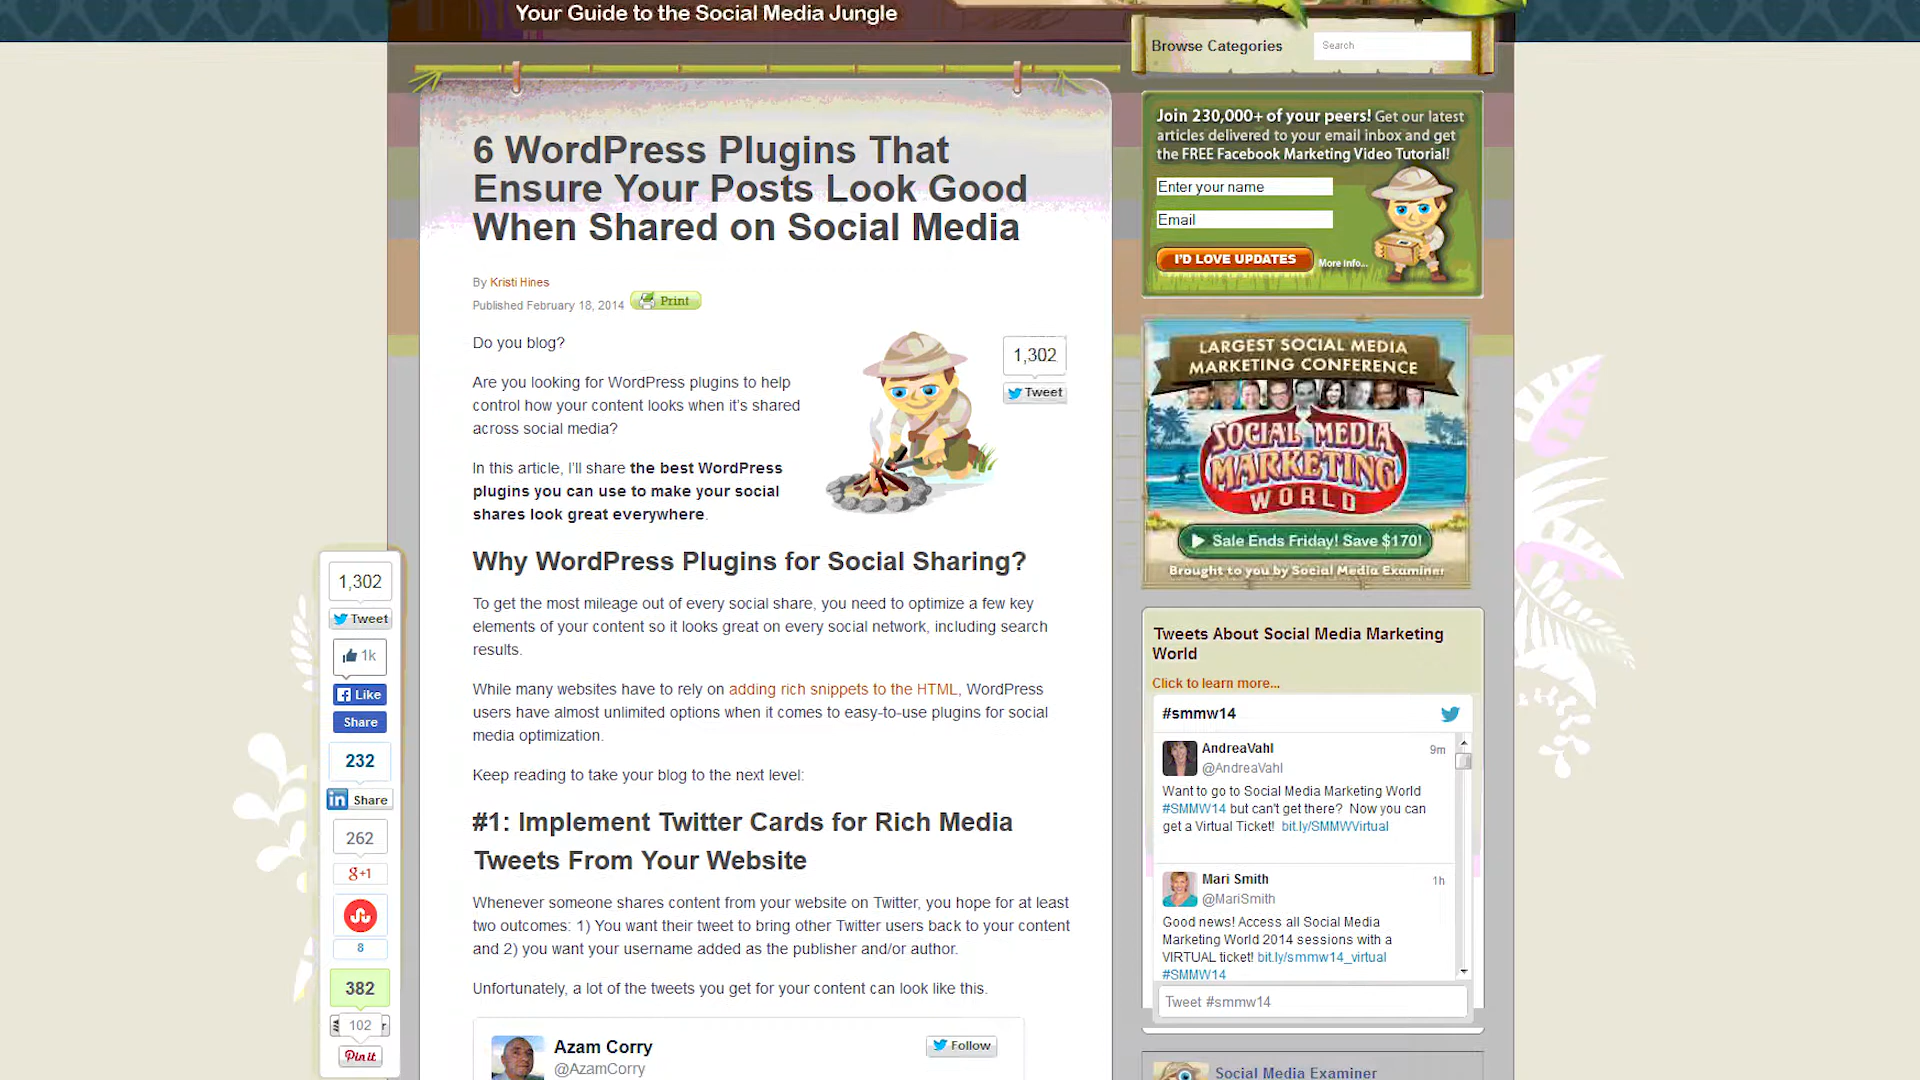 Your Guide to the Social Media Jungle
Browse Categories
Search
6 WordPress Plugins That
Ensure Your Posts Look Good
When Shared on Social Media
By Kristi Hines
Published February 18, 2014
Print
Do you blog?
Are you looking for WordPress plugins to help
control how your content looks when it's shared
across social media?
In this article, I'll share the best WordPress
plugins you can use to make your social
shares look great everywhere.
1,302
Tweet
Why WordPress Plugins for Social Sharing?
To get the most mileage out of every social share, you need to optimize a few key
elements of your content so it looks great on every social network, including search
results.
While many websites have to rely on adding rich snippets to the HTML, WordPress
users have almost unlimited options when it comes to easy-to-use plugins for social
media optimization.
Keep reading to take your blog to the next level:
#1: Implement Twitter Cards for Rich Media
Tweets From Your Website
Whenever someone shares content from your website on Twitter, you hope for at least
two outcomes: 1) You want their tweet to bring other Twitter users back to your content
and 2) you want your username added as the publisher and/or author.
Unfortunately, a lot of the tweets you get for your content can look like this.
Azam Corry
@AzamCorry
Follow
1,302
Tweet
1k
Like
Share
232
in Share
262
g+1
8
382
102
Pin it
Join 230,000+ of your peers! Get our latest
articles delivered to your email inbox and get
the FREE Facebook Marketing Video Tutorial!
Enter your name
Email
I'D LOVE UPDATES
More info...
LARGEST SOCIAL MEDIA
MARKETING CONFERENCE
SOCIAL MEDIA
MARKETING
WORLD
Sale Ends Friday! Save $170!
Brought to you by Social Media Examiner
Tweets About Social Media Marketing
World
Click to learn more...
#smmw14
AndreaVahl 9m
@AndreaVahl
Want to go to Social Media Marketing World
#SMMW14 but can't get there? Now you can
get a Virtual Ticket! bit.ly/SMMWVirtual
Mari Smith 1h
@MariSmith
Good news! Access all Social Media
Marketing World 2014 sessions with a
VIRTUAL ticket! bit.ly/smmw14_virtual
#SMMW14
Tweet #smmw14
Social Media Examiner